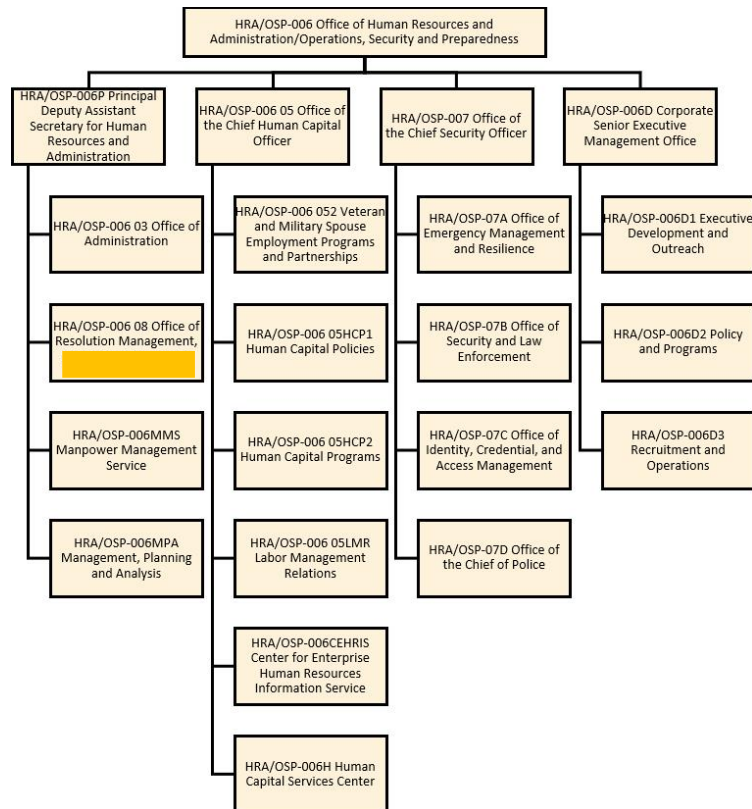 HRA/OSP-006 Office of Human Resources and
Administration/Operations, Security and Preparedness
HRA/OSP-006P Principal
Deputy Assistant
Secretary for Human
Resources and
Administration
HRA/OSP-006 05 Office of
the Chief Human Capital
Officer
HRA/OSP-007 Office of
the Chief Security Officer
HRA/OSP-006D Corporate
Senior Executive
Management Office
HRA/OSP-006 03 Office of
Administration
HRA/OSP-006 052 Veteran
and Military Spouse
Employment Programs
and Partnerships
HRA/OSP-07A Office of
Emergency Management
and Resilience
HRA/OSP-006D1 Executive
Development and
Outreach
HRA/OSP-006 08 Office of
Resolution Management,
HRA/OSP-006 05HCP1
Human Capital Policies
HRA/OSP-07B Office of
Security and Law
Enforcement
HRA/OSP-006D2 Policy
and Programs
HRA/OSP-006MMS
Manpower Management
Service
HRA/OSP-006 05HCP2
Human Capital Programs
HRA/OSP-07C Office of
Identity, Credential, and
Access Management
HRA/OSP-006D3
Recruitment and
Operations
HRA/OSP-006MPA
Management, Planning
and Analysis
HRA/OSP-006 05LMR
Labor Management
Relations
HRA/OSP-07D Office of
the Chief of Police
HRA/OSP-006CEHRIS
Center for Enterprise
Human Resources
Information Service
HRA/OSP-006H Human
Capital Services Center